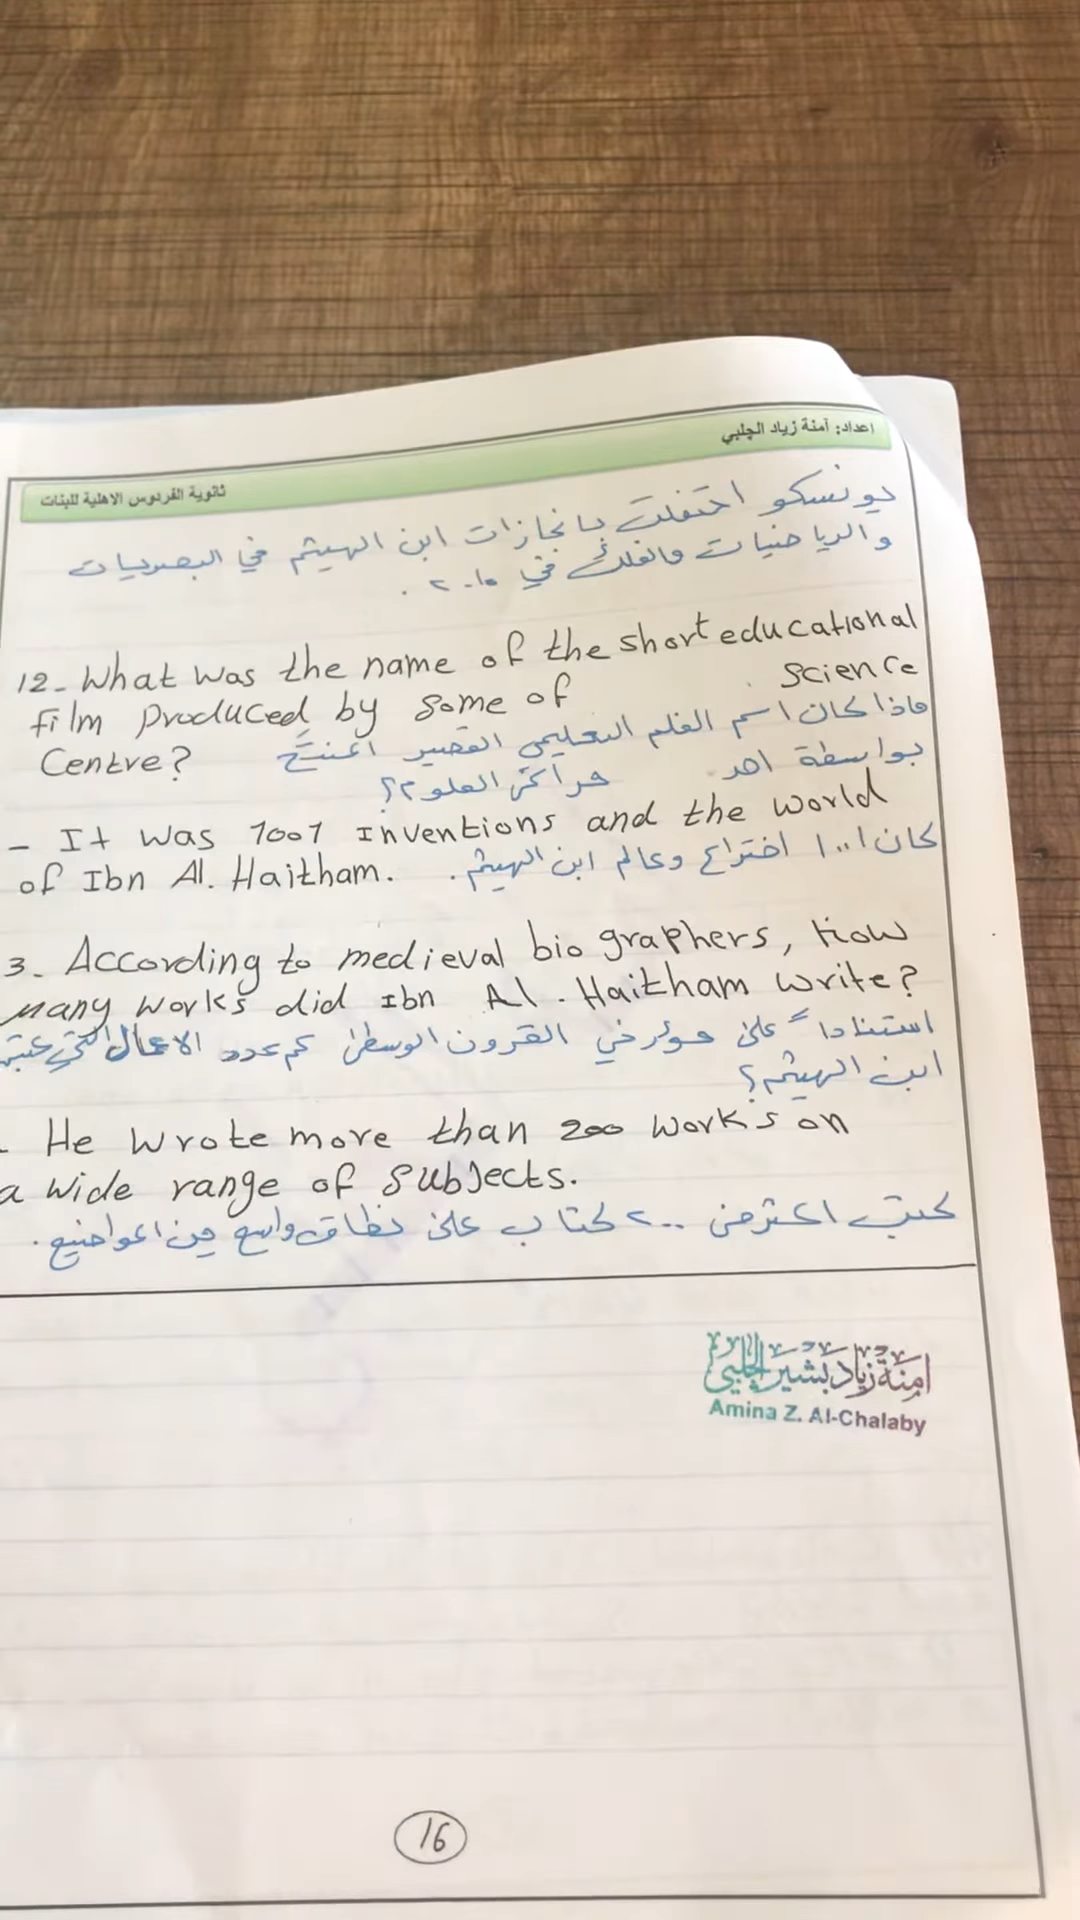 اعداد: آمنة زياد الچلبي
ثانوية الفردوس الاهلية للبنات
يونسكو احتفلت بانجازات ابن الهيثم في البصريات
والرياضيات والفلك في ٢٠١٥.
12- What was the name of the short educational
film produced by some of science
Centre?
ماذا كان اسم الفلم التعليمي القصير المنتج
بواسطة احد مراكز العلوم؟
- It was 1001 inventions and the world
of Ibn Al. Haitham.
كان ١٠٠١ اختراع وعالم ابن الهيثم.
3. According to medieval biographers, How
many works did Ibn Al. Haitham write?
استناداً على مؤرخي القرون الوسطى كم عدد الاعمال التي
ابن الهيثم؟
- He wrote more than 200 works on
a wide range of subjects.
كتب اكثر من ٢٠٠ كتاب على نطاق واسع من المواضيع.
امنة زياد بشير الچلبي
Amina Z. Al-Chalaby
16